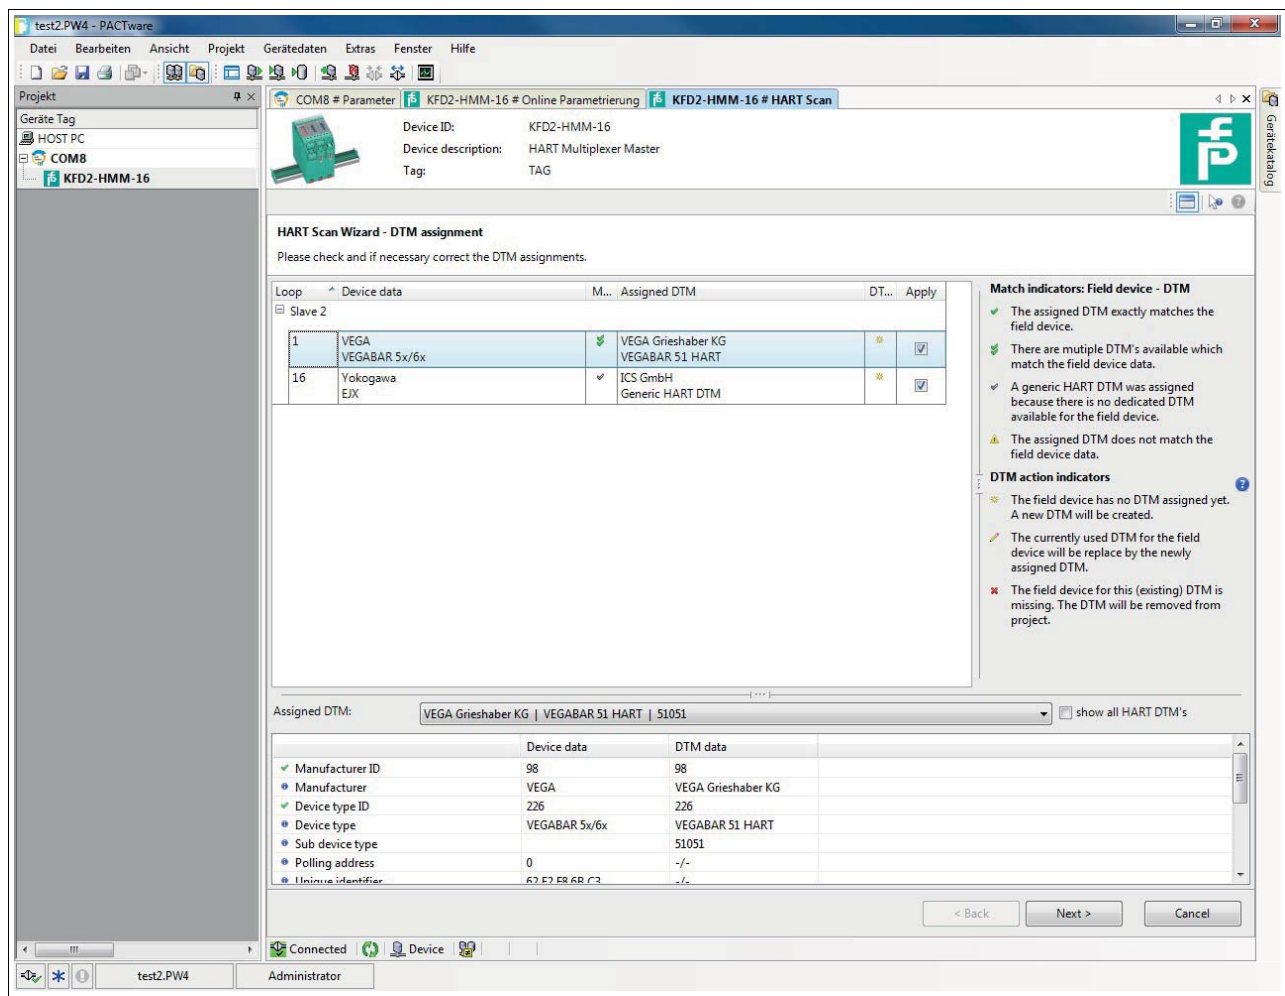 test2.PW4 - PACTware
Datei Bearbeiten Ansicht Projekt Gerätedaten Extras Fenster Hilfe
Projekt
Geräte Tag
HOST PC
COM8
KFD2-HMM-16
COM8 # Parameter
KFD2-HMM-16 # Online Parametrierung
KFD2-HMM-16 # HART Scan
Gerätekatalog
Device ID: KFD2-HMM-16
Device description: HART Multiplexer Master
Tag: TAG
HART Scan Wizard - DTM assignment
Please check and if necessary correct the DTM assignments.
Loop Device data M... Assigned DTM DT... Apply
Slave 2
1 VEGA VEGA Grieshaber KG
VEGABAR 5x/6x VEGABAR 51 HART
16 Yokogawa ICS GmbH
EJX Generic HART DTM
Match indicators: Field device - DTM
The assigned DTM exactly matches the
field device.
There are mutiple DTM's available which
match the field device data.
A generic HART DTM was assigned
because there is no dedicated DTM
available for the field device.
The assigned DTM does not match the
field device data.
DTM action indicators
The field device has no DTM assigned yet.
A new DTM will be created.
The currently used DTM for the field
device will be replace by the newly
assigned DTM.
The field device for this (existing) DTM is
missing. The DTM will be removed from
project.
Assigned DTM: VEGA Grieshaber KG | VEGABAR 51 HART | 51051 show all HART DTM's
Device data DTM data
Manufacturer ID 98 98
Manufacturer VEGA VEGA Grieshaber KG
Device type ID 226 226
Device type VEGABAR 5x/6x VEGABAR 51 HART
Sub device type 51051
Polling address 0 -/-
Unique identifier 62 E2 F8 6B C3 -/-
< Back Next > Cancel
Connected Device
test2.PW4 Administrator